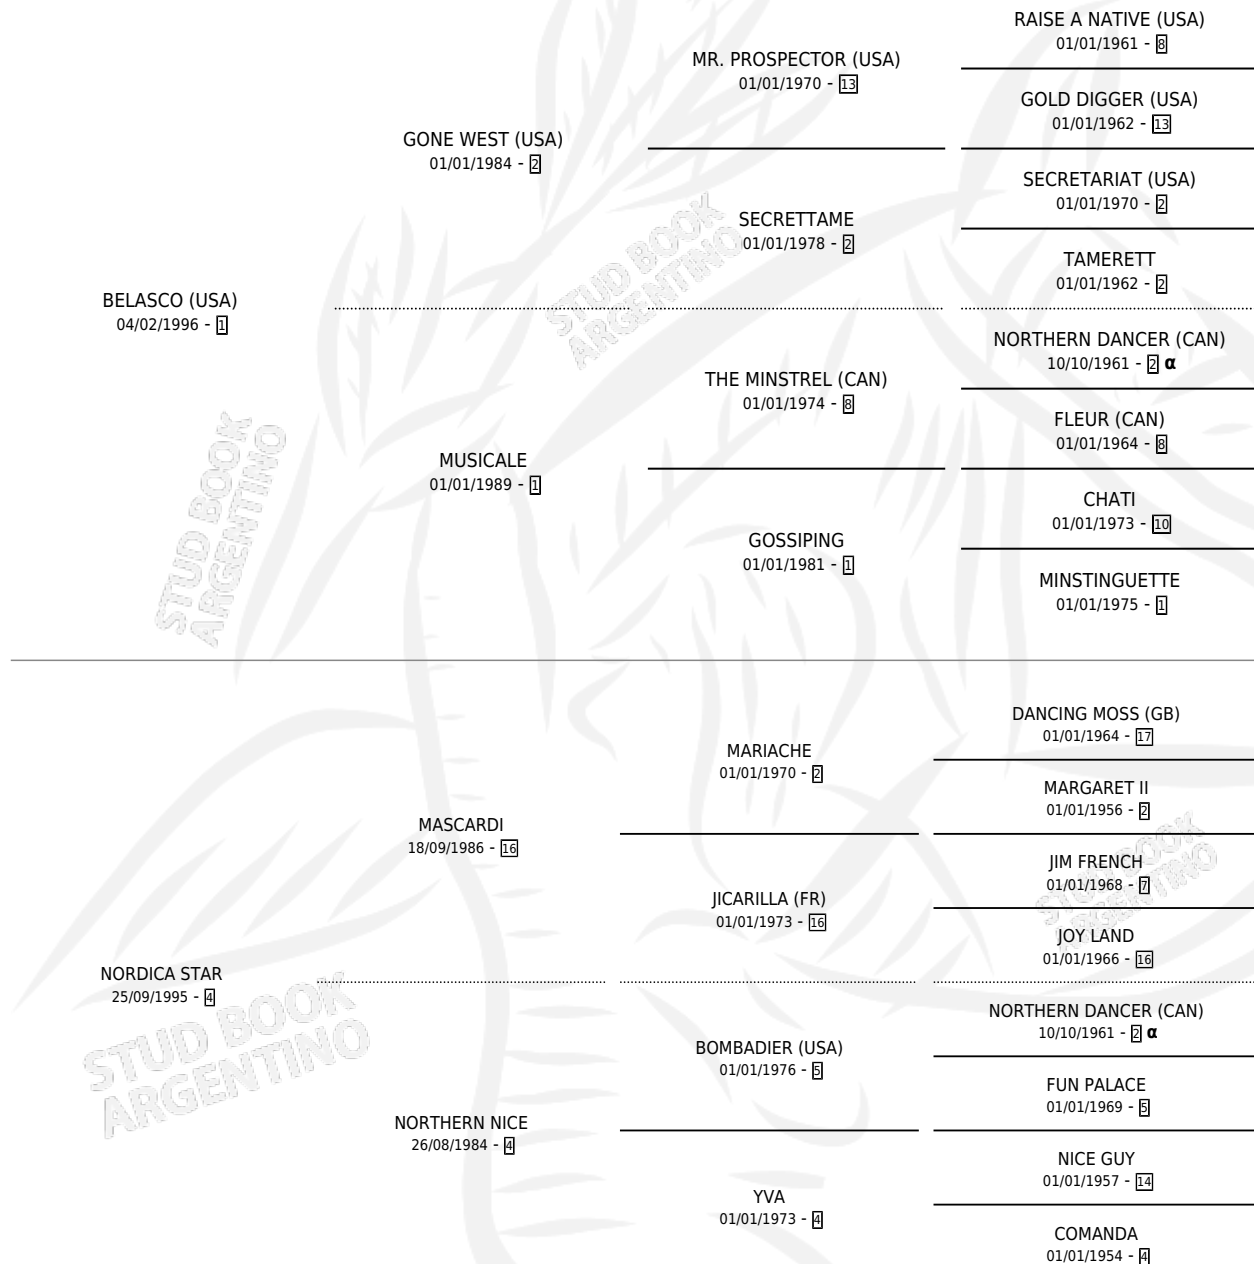 RAISE A NATIVE (USA)
01/01/1961 - 8
MR. PROSPECTOR (USA)
01/01/1970 - 13
GOLD DIGGER (USA)
01/01/1962 - 13
GONE WEST (USA)
01/01/1984 - 2
SECRETARIAT (USA)
01/01/1970 - 2
SECRETTAME
01/01/1978 - 2
TAMERETT
01/01/1962 - 2
STUD BOOK
ARGENTINO
BELASCO (USA)
04/02/1996 - 1
NORTHERN DANCER (CAN)
10/10/1961 - 2 α
THE MINSTREL (CAN)
01/01/1974 - 8
FLEUR (CAN)
01/01/1964 - 8
MUSICALE
01/01/1989 - 1
CHATI
01/01/1973 - 10
GOSSIPING
01/01/1981 - 1
MINSTINGUETTE
01/01/1975 - 1
STUD BOOK
ARGENTINO
DANCING MOSS (GB)
01/01/1964 - 17
MARIACHE
01/01/1970 - 2
MARGARET II
01/01/1956 - 2
MASCARDI
18/09/1986 - 16
JIM FRENCH
01/01/1968 - 7
JICARILLA (FR)
01/01/1973 - 16
JOY LAND
01/01/1966 - 16
STUD BOOK
ARGENTINO
NORDICA STAR
25/09/1995 - 4
NORTHERN DANCER (CAN)
10/10/1961 - 2 α
BOMBADIER (USA)
01/01/1976 - 5
FUN PALACE
01/01/1969 - 5
STUD BOOK
ARGENTINO
NORTHERN NICE
26/08/1984 - 4
NICE GUY
01/01/1957 - 14
YVA
01/01/1973 - 4
COMANDA
01/01/1954 - 4